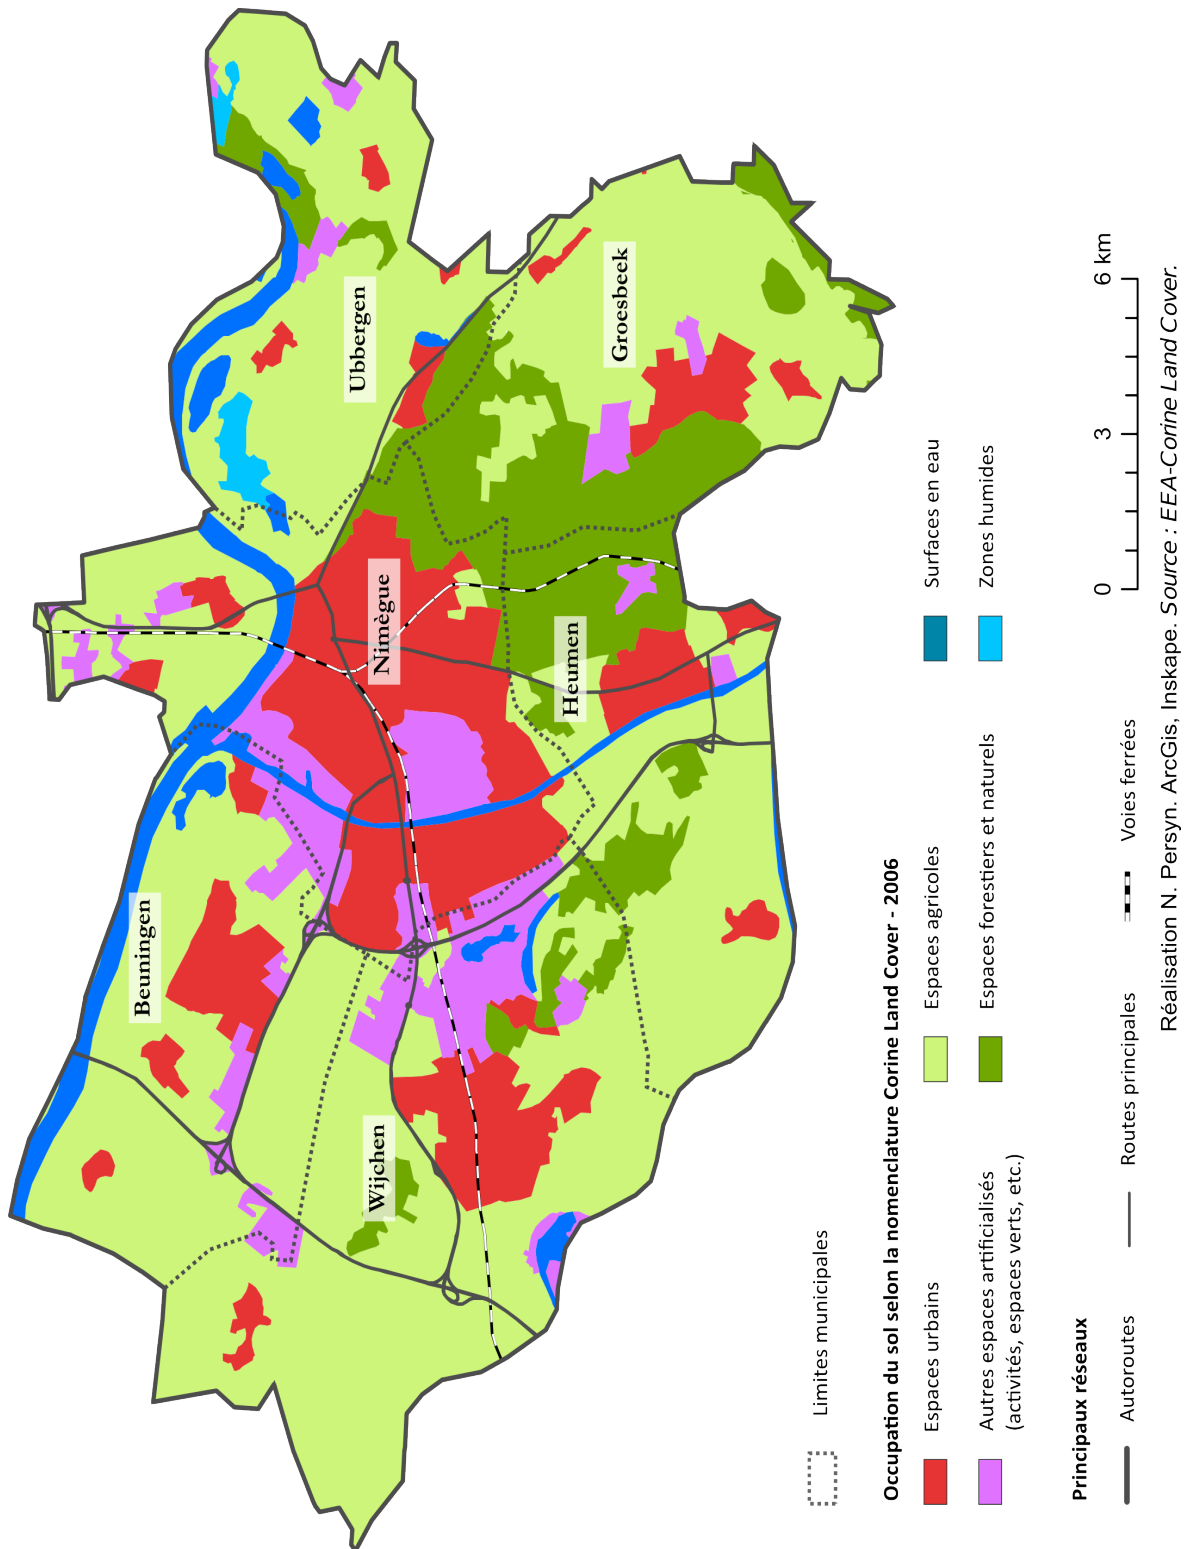 Beuningen
Wijchen
Nimègue
Ubbergen
Heumen
Groesbeek
Limites municipales
Occupation du sol selon la nomenclature Corine Land Cover - 2006
Espaces urbains
Espaces agricoles
Surfaces en eau
Autres espaces artificialisés
(activités, espaces verts, etc.)
Espaces forestiers et naturels
Zones humides
Principaux réseaux
Autoroutes
Routes principales
Voies ferrées
0 3 6 km
Réalisation N. Persyn. ArcGis, Inskape. Source : EEA-Corine Land Cover.